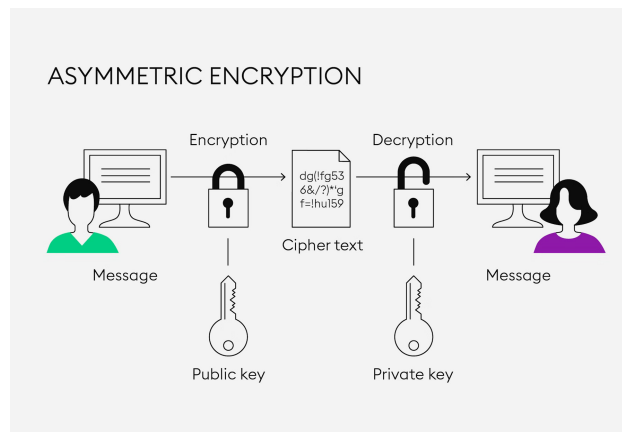 ASYMMETRIC ENCRYPTION
Encryption
Decryption
dg(!fg53
6&/?)*'g
f=!hu159
Cipher text
Message
Message
Public key
Private key